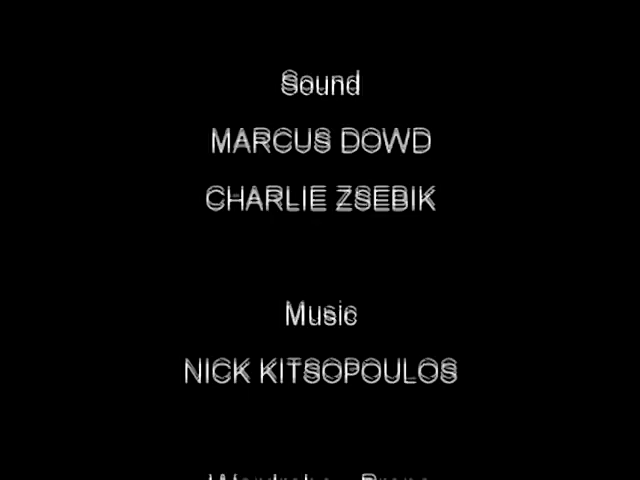 Sound
MARCUS DOWD
CHARLIE ZSEBIK
Music
NICK KITSOPOULOS